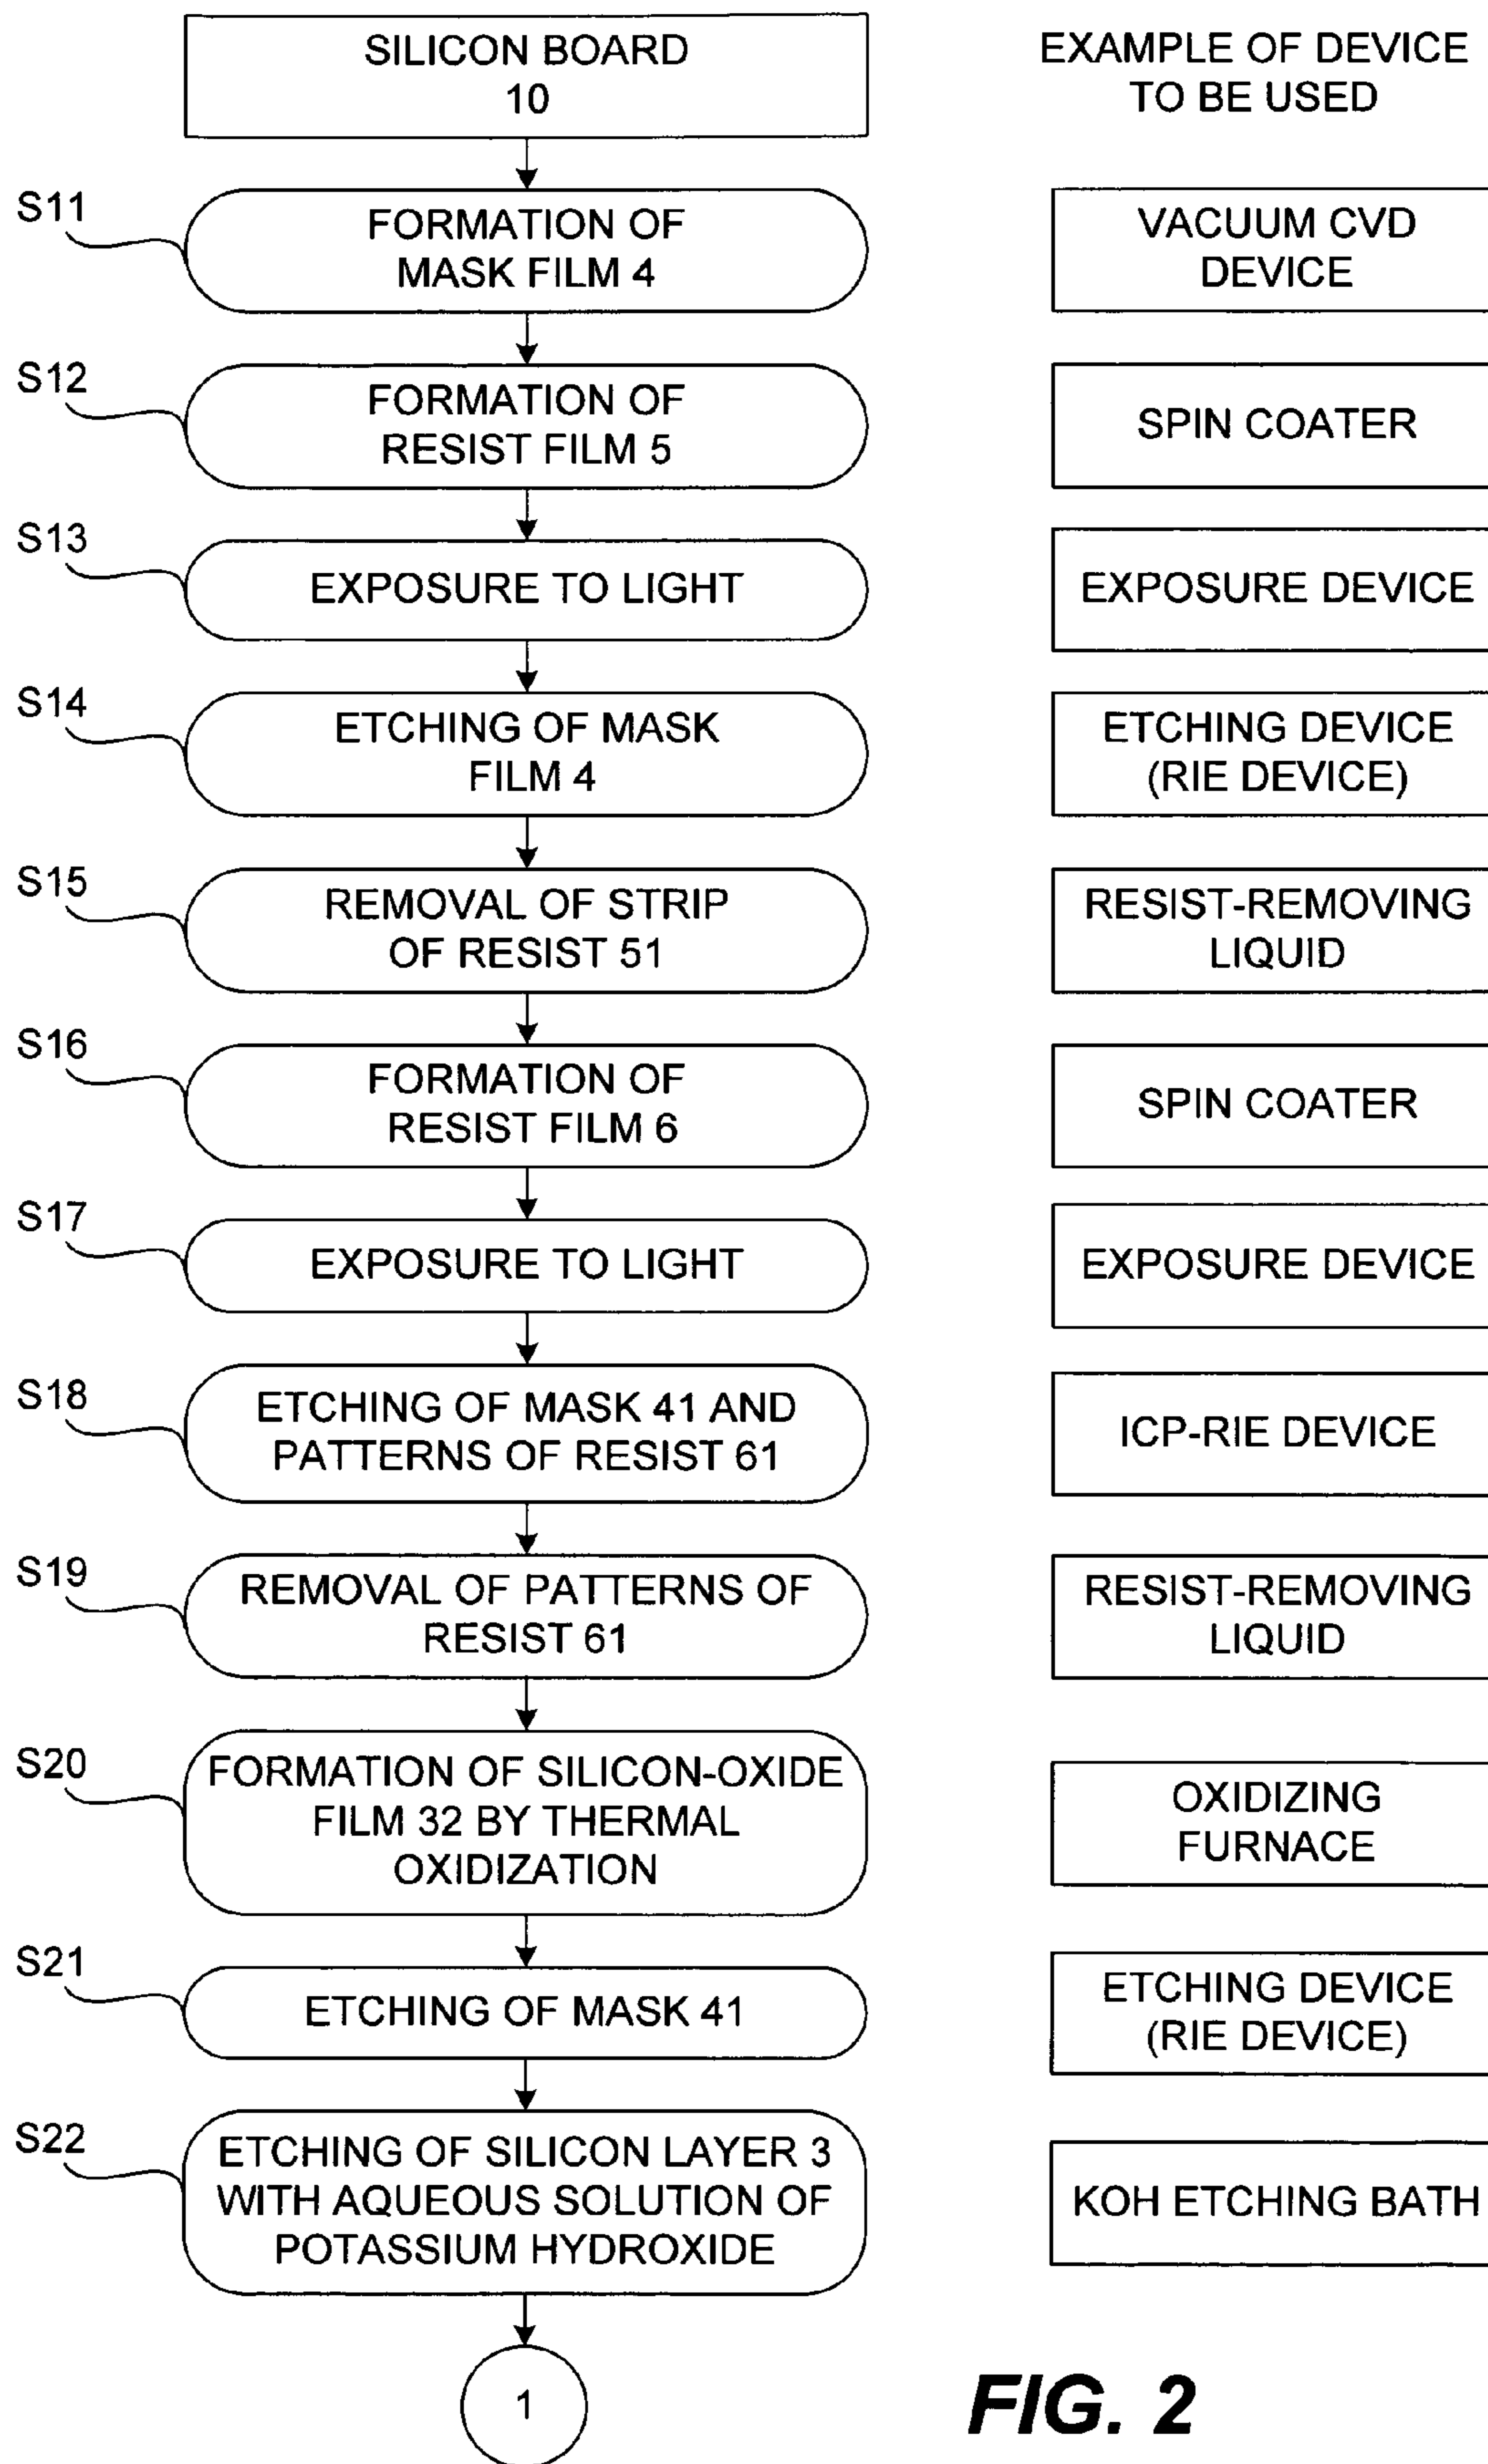 SILICON BOARD
10
EXAMPLE OF DEVICE
TO BE USED
S11
FORMATION OF
MASK FILM 4
VACUUM CVD
DEVICE
S12
FORMATION OF
RESIST FILM 5
SPIN COATER
S13
EXPOSURE TO LIGHT
EXPOSURE DEVICE
S14
ETCHING OF MASK
FILM 4
ETCHING DEVICE
(RIE DEVICE)
S15
REMOVAL OF STRIP
OF RESIST 51
RESIST-REMOVING
LIQUID
S16
FORMATION OF
RESIST FILM 6
SPIN COATER
S17
EXPOSURE TO LIGHT
EXPOSURE DEVICE
S18
ETCHING OF MASK 41 AND
PATTERNS OF RESIST 61
ICP-RIE DEVICE
S19
REMOVAL OF PATTERNS OF
RESIST 61
RESIST-REMOVING
LIQUID
S20
FORMATION OF SILICON-OXIDE
FILM 32 BY THERMAL
OXIDIZATION
OXIDIZING
FURNACE
S21
ETCHING OF MASK 41
ETCHING DEVICE
(RIE DEVICE)
S22
ETCHING OF SILICON LAYER 3
WITH AQUEOUS SOLUTION OF
POTASSIUM HYDROXIDE
KOH ETCHING BATH
1
FIG. 2